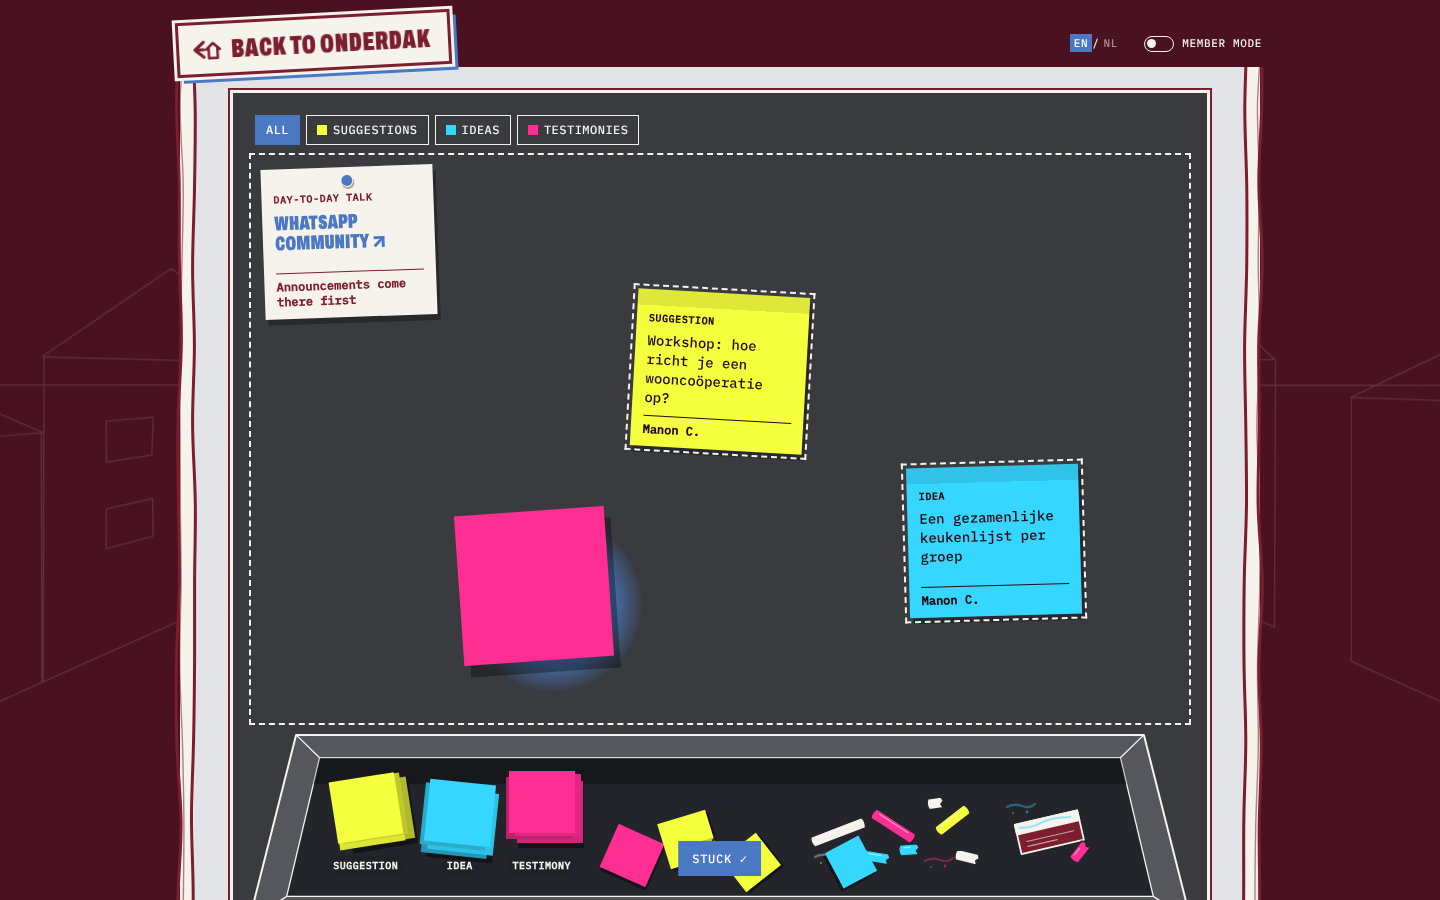 BACK TO ONDERDAK
EN / NL
MEMBER MODE
ALL
SUGGESTIONS
IDEAS
TESTIMONIES
DAY-TO-DAY TALK
WHATSAPP
COMMUNITY
Announcements come
there first
SUGGESTION
Workshop: hoe
richt je een
wooncoöperatie
op?
Manon C.
IDEA
Een gezamenlijke
keukenlijst per
groep
Manon C.
SUGGESTION
IDEA
TESTIMONY
STUCK ✓